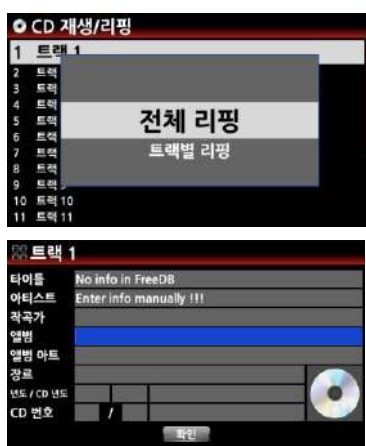 CD 재생/리핑
1 트랙 1
2 트랙
3 트랙
4 트랙
5 트랙
6 트랙
7 트랙
8 트랙
9 트랙 9
10 트랙 10
11 트랙 11
전체 리핑
트랙별 리핑
트랙 1
타이틀 No info in FreeDB
아티스트 Enter info manually !!!
작곡가
앨범
앨범 아트
장르
년도 / CD 년도
CD 번호 /
확인